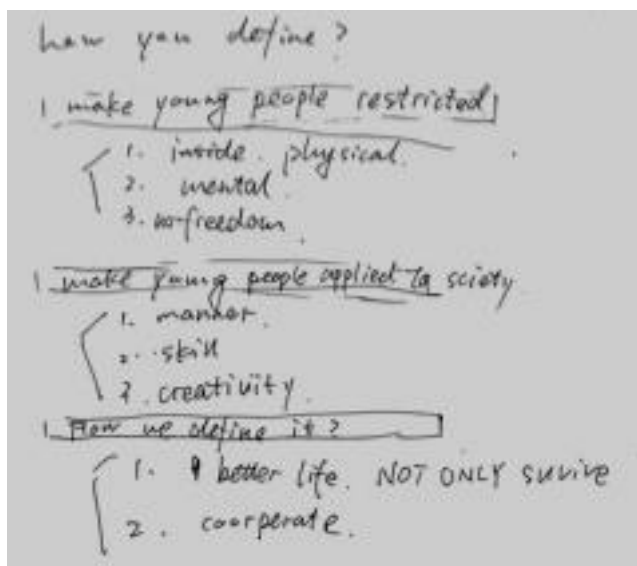 how you define?
1 make young people restricted
1. inside. physical.
2. mental.
3. no-freedom.
1 make young people applied to sciety
1. manner.
2. skill
3. creativity.
1. How we define it?
1. better life. NOT ONLY survive
2. coorperate.